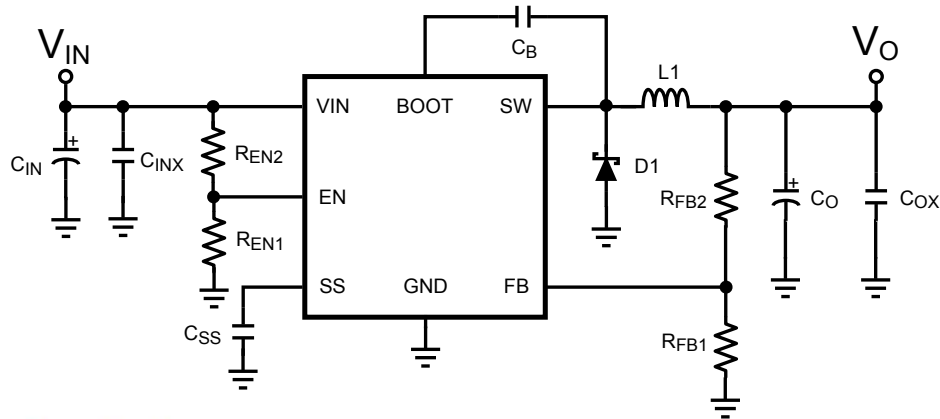 VIN
VO
CB
L1
VIN
BOOT
SW
CIN
+
CINX
REN2
D1
EN
RFB2
+
CO
COX
REN1
SS
GND
FB
CSS
RFB1